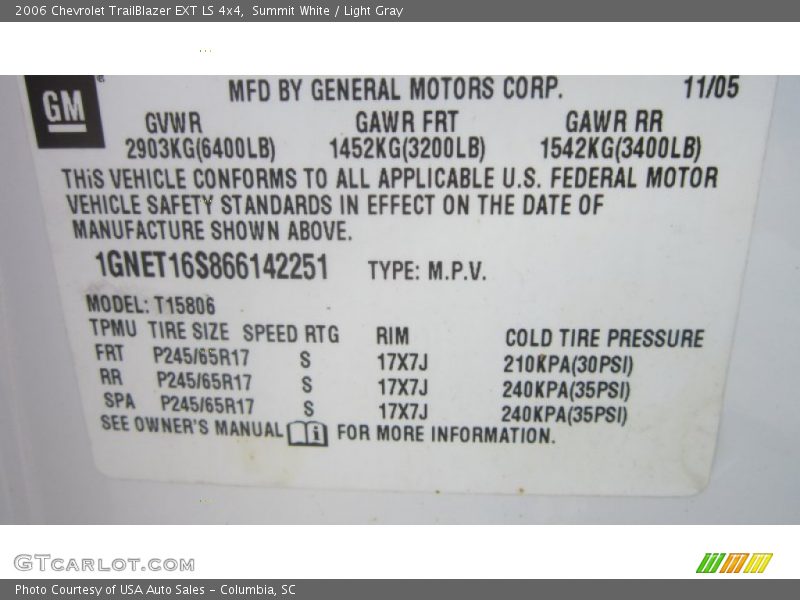 2006 Chevrolet TrailBlazer EXT LS 4x4,  Summit White / Light Gray
GM®
MFD BY GENERAL MOTORS CORP. 11/05
GVWR GAWR FRT GAWR RR
2903KG(6400LB) 1452KG(3200LB) 1542KG(3400LB)
THiS VEHICLE CONFORMS TO ALL APPLICABLE U.S. FEDERAL MOTOR
VEHICLE SAFETY STANDARDS IN EFFECT ON THE DATE OF
MANUFACTURE SHOWN ABOVE.
1GNET16S866142251 TYPE: M.P.V.
MODEL: T15806
TPMU TIRE SIZE SPEED RTG RIM COLD TIRE PRESSURE
FRT P245/65R17 S 17X7J 210KPA(30PSI)
RR P245/65R17 S 17X7J 240KPA(35PSI)
SPA P245/65R17 S 17X7J 240KPA(35PSI)
SEE OWNER'S MANUAL i FOR MORE INFORMATION.
GTcarlot.com
Photo Courtesy of USA Auto Sales - Columbia, SC